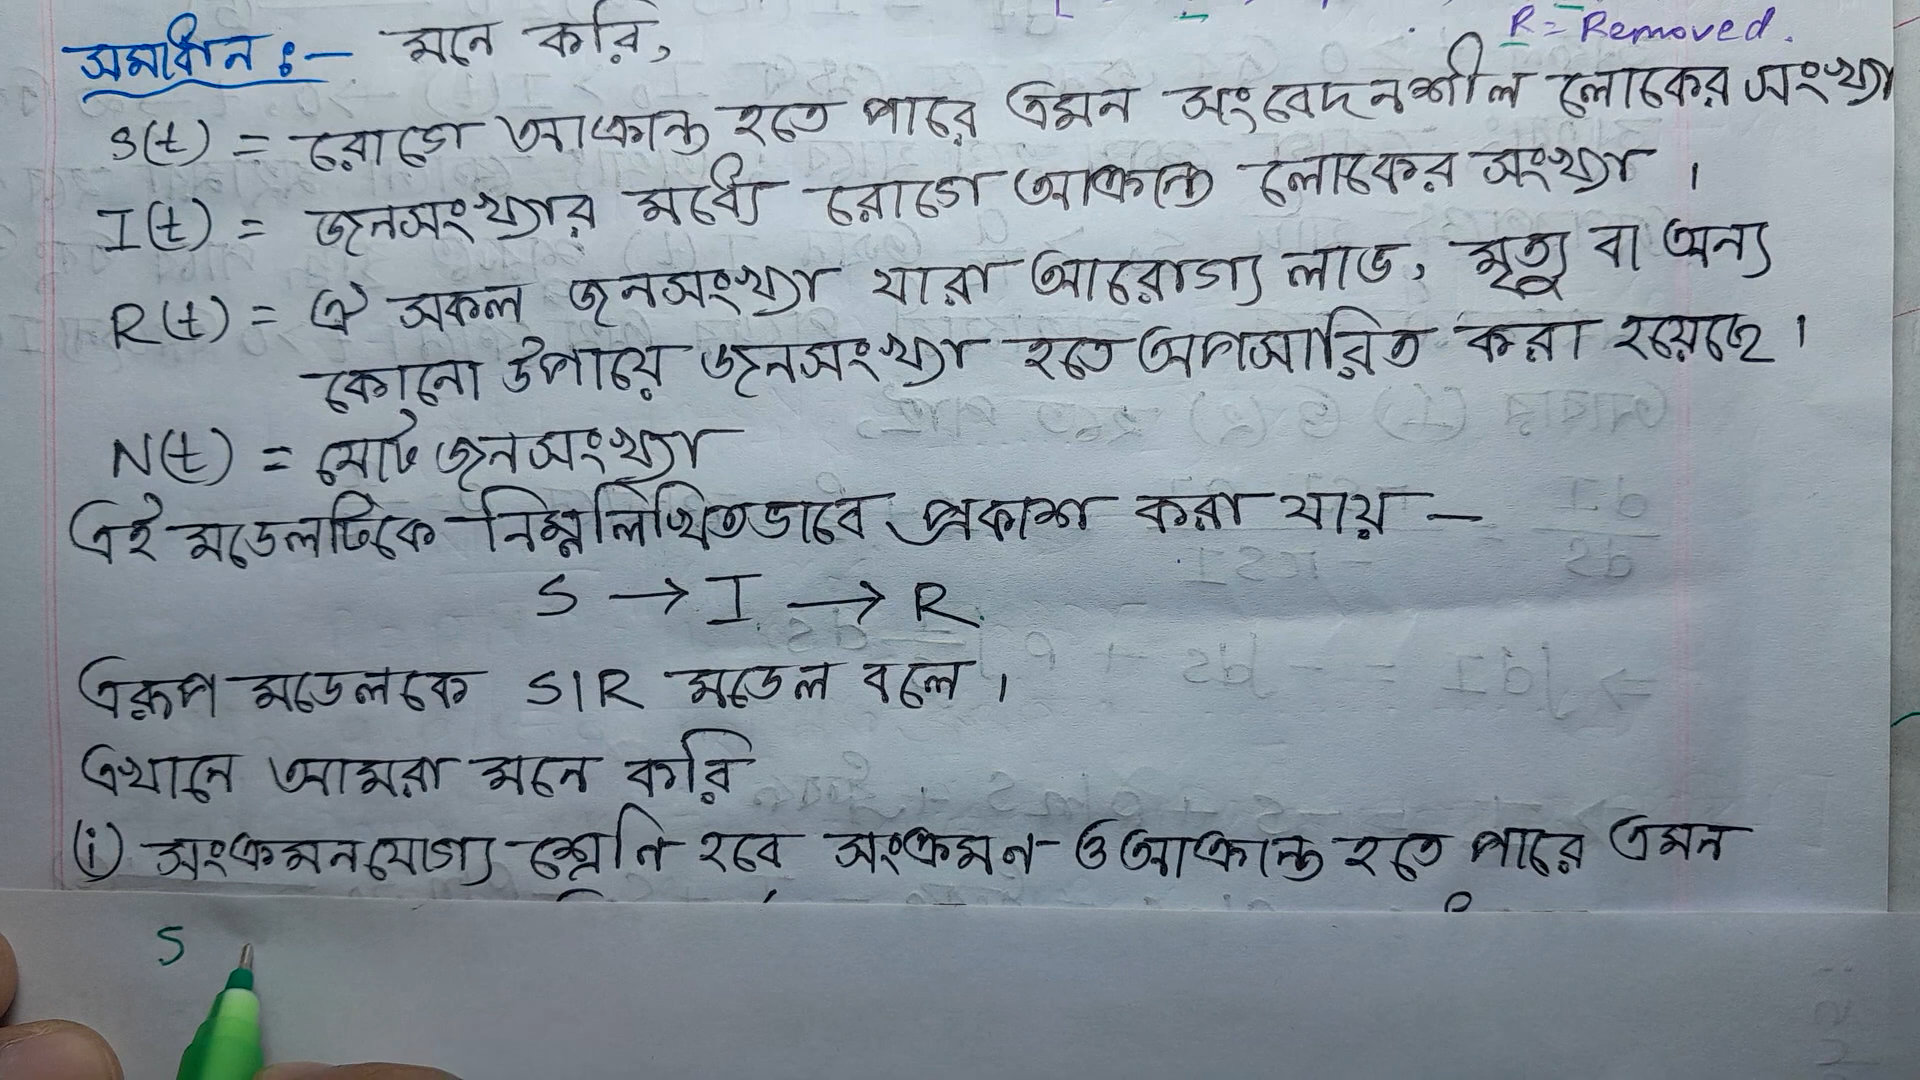 R = Removed.
সমাধান :- মনে করি,
S(t) = রোগে আক্রান্ত হতে পারে এমন সংবেদনশীল লোকের সংখ্যা
I(t) = জনসংখ্যার মধ্যে রোগে আক্রান্ত লোকের সংখ্যা ।
R(t) = ঐ সকল জনসংখ্যা যারা আরোগ্য লাভ, মৃত্যু বা অন্য
কোনো উপায়ে জনসংখ্যা হতে অপসারিত করা হয়েছে ।
N(t) = মোট জনসংখ্যা
এই মডেলটিকে নিম্নলিখিতভাবে প্রকাশ করা যায় —
S → I → R.
এরূপ মডেলকে SIR মডেল বলে ।
এখানে আমরা মনে করি
(i) সংক্রমনযোগ্য শ্রেনি হবে সংক্রমন ও আক্রান্ত হতে পারে এমন
S